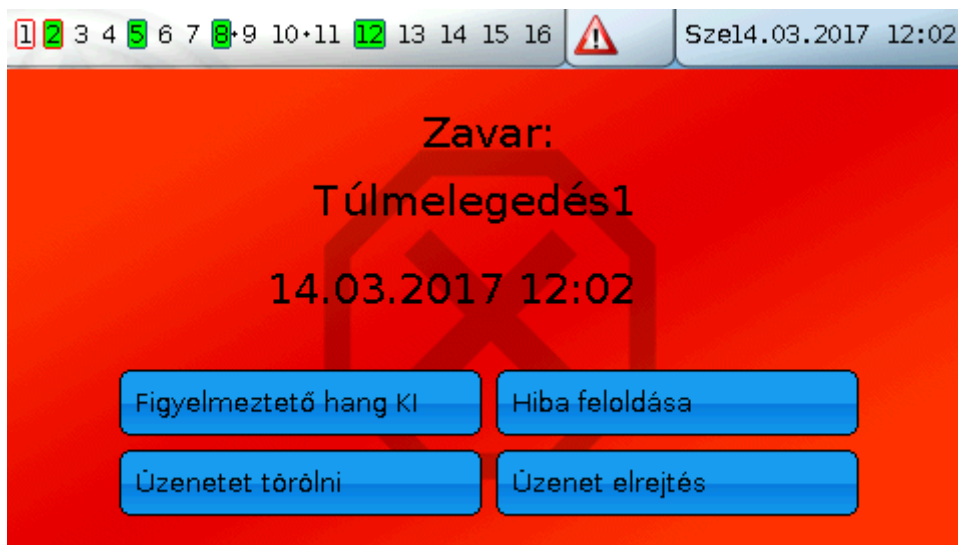 1 2 3 4 5 6 7 8·9 10·11 12 13 14 15 16 Sze14.03.2017 12:02
Zavar:
Túlmelegedés1
14.03.2017 12:02
Figyelmeztető hang KI Hiba feloldása
Üzenetet törölni Üzenet elrejtés